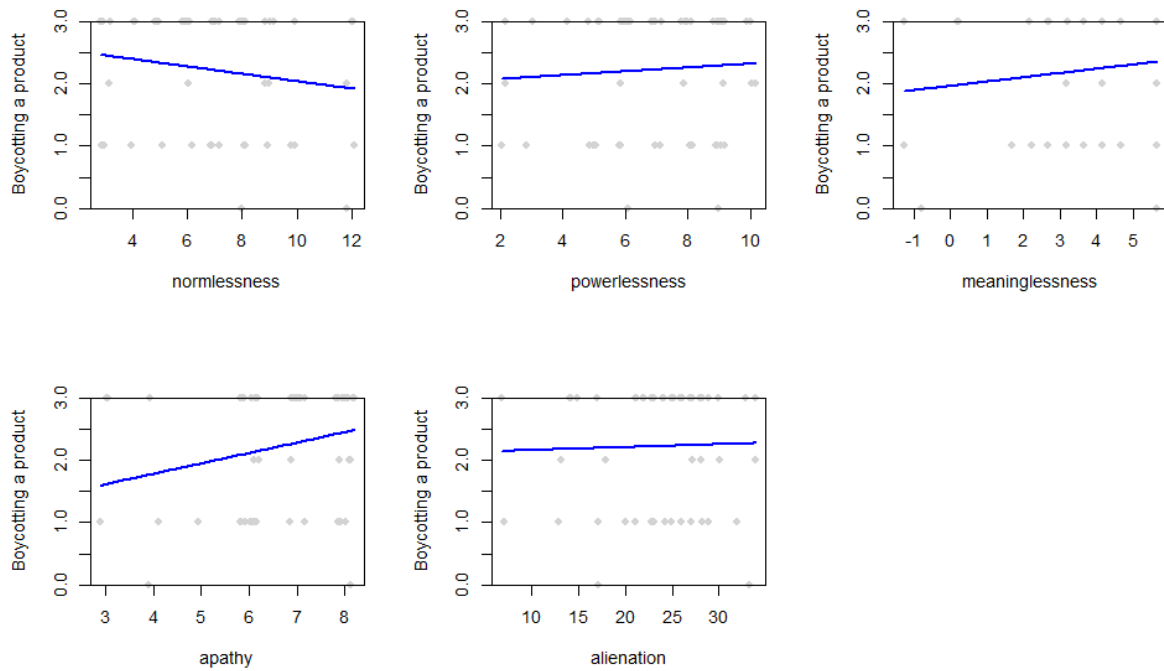 Boycotting a product
3.0
2.0
1.0
0.0
4 6 8 10 12
normlessness
Boycotting a product
3.0
2.0
1.0
0.0
2 4 6 8 10
powerlessness
Boycotting a product
3.0
2.0
1.0
0.0
-1 0 1 2 3 4 5
meaninglessness
Boycotting a product
3.0
2.0
1.0
0.0
3 4 5 6 7 8
apathy
Boycotting a product
3.0
2.0
1.0
0.0
10 15 20 25 30
alienation